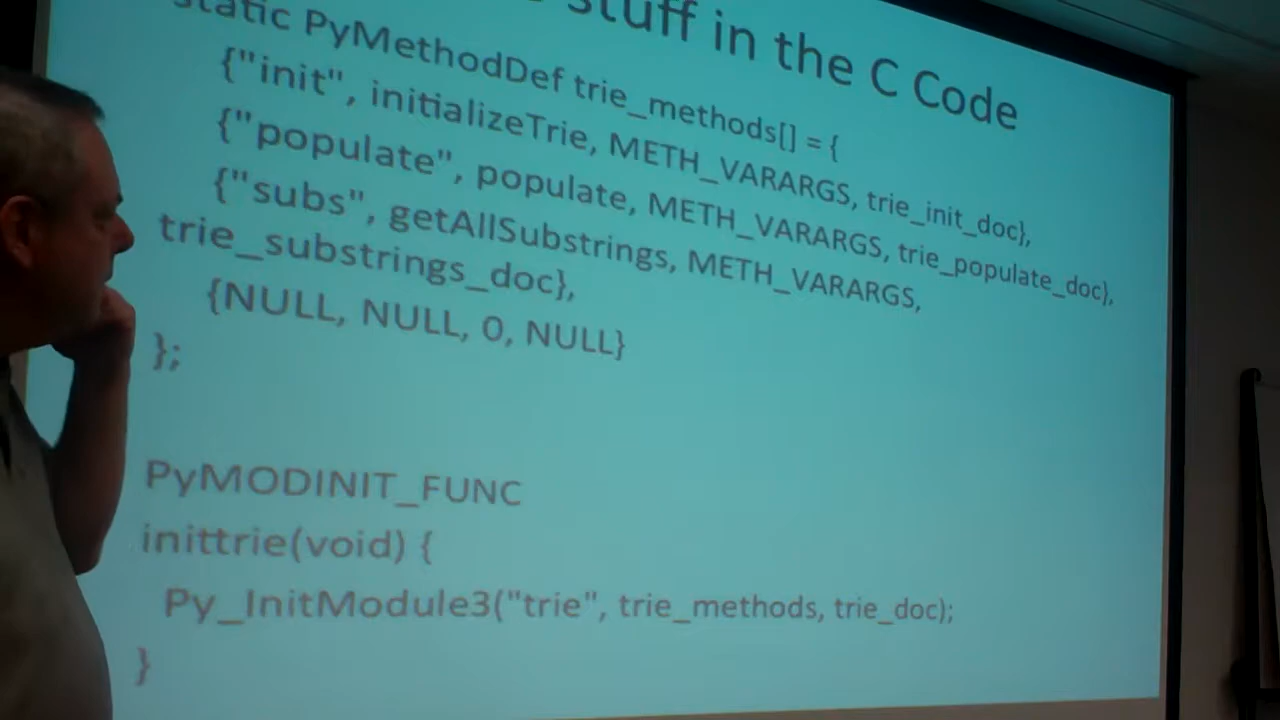 stuff in the C Code
static PyMethodDef trie_methods[] = {
{"init", initializeTrie, METH_VARARGS, trie_init_doc},
{"populate", populate, METH_VARARGS, trie_populate_doc},
{"subs", getAllSubstrings, METH_VARARGS,
trie_substrings_doc},
{NULL, NULL, 0, NULL}
};
PyMODINIT_FUNC
inittrie(void) {
Py_InitModule3("trie", trie_methods, trie_doc);
}